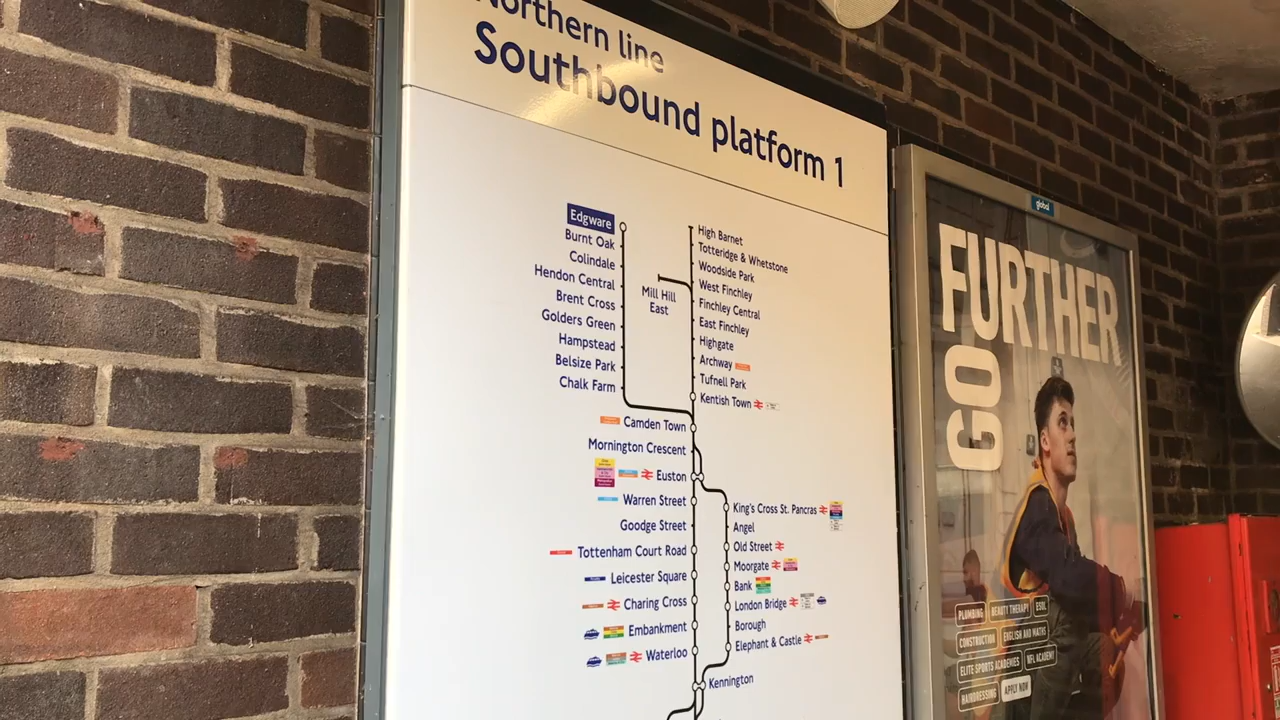 Northern line
Southbound platform 1
Edgware
Burnt Oak
Colindale
Hendon Central
Brent Cross
Golders Green
Hampstead
Belsize Park
Chalk Farm
High Barnet
Totteridge & Whetstone
Woodside Park
Mill Hill
East
West Finchley
Finchley Central
East Finchley
Highgate
Archway
Tufnell Park
Kentish Town
Camden Town
Mornington Crescent
Euston
Warren Street
Goodge Street
Tottenham Court Road
Leicester Square
Charing Cross
Embankment
Waterloo
King's Cross St. Pancras
Angel
Old Street
Moorgate
Bank
London Bridge
Borough
Elephant & Castle
Kennington
global
GO FURTHER
PLUMBING
BEAUTY THERAPY
ESOL
CONSTRUCTION
ENGLISH AND MATHS
ELITE SPORTS ACADEMIES
NFL ACADEMY
HAIRDRESSING
APPLY NOW